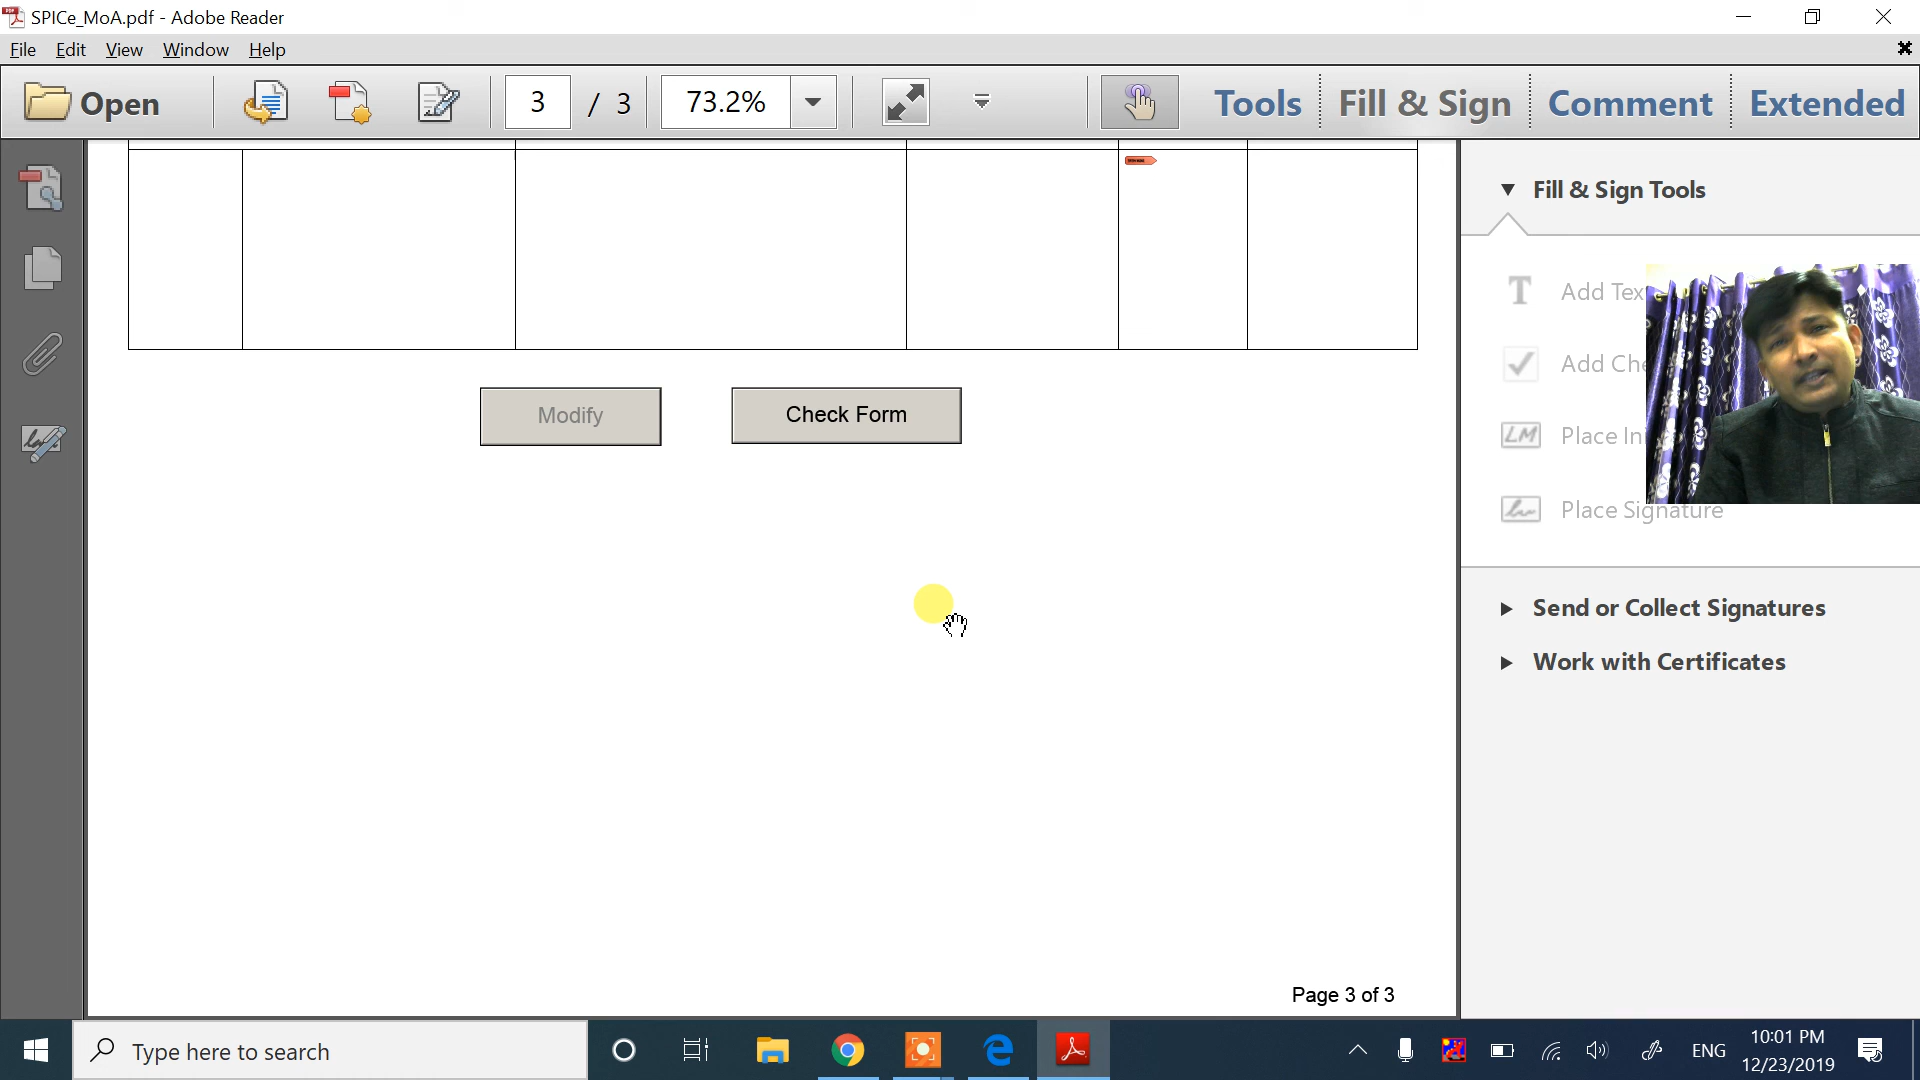 SPICe_MoA.pdf - Adobe Reader
File Edit View Window Help
Open 3 / 3 73.2% Tools Fill & Sign Comment Extended
Fill & Sign Tools
Add Tex
Add Che
Place In
Place Signature
Modify Check Form
Send or Collect Signatures
Work with Certificates
Page 3 of 3
Type here to search
ENG
10:01 PM
12/23/2019